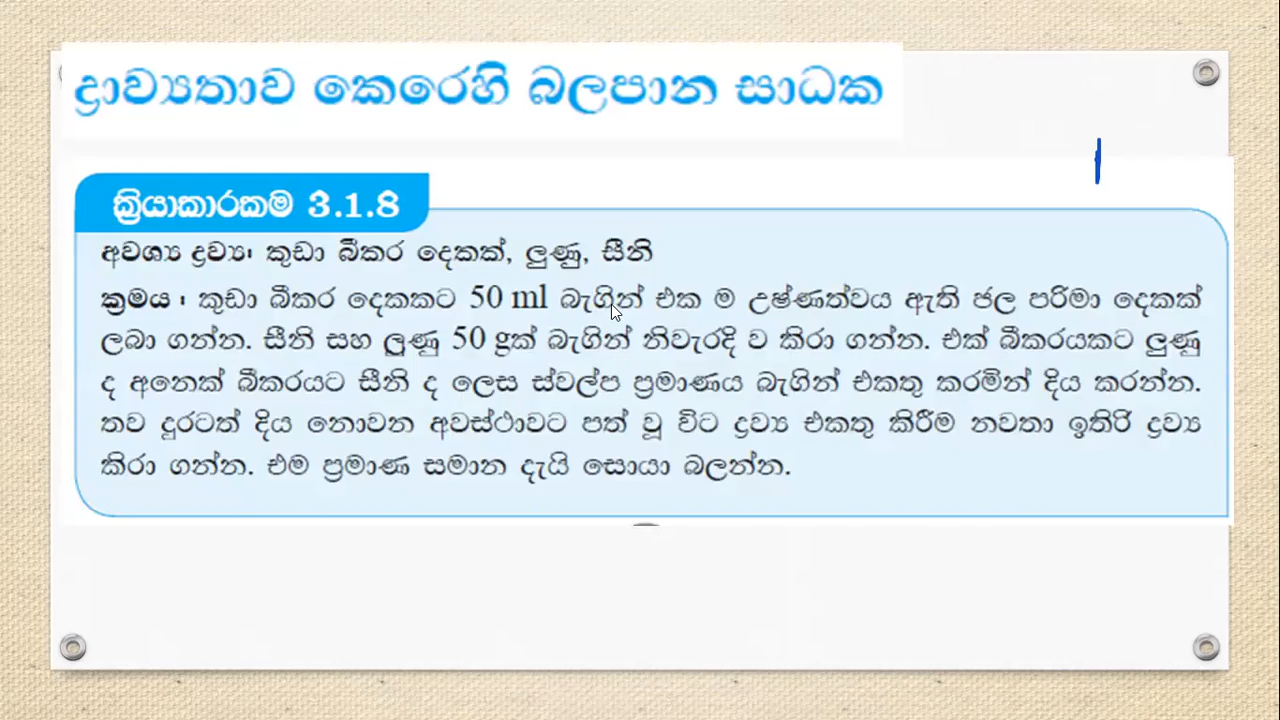 ද්‍රාව්‍යතාව කෙරෙහි බලපාන සාධක
ක්‍රියාකාරකම 3.1.8
අවශ්‍ය ද්‍රව්‍ය: කුඩා බීකර දෙකක්, ලුණු, සීනි
ක්‍රමය : කුඩා බීකර දෙකකට 50 ml බැගින් එක ම උෂ්ණත්වය ඇති ජල පරිමා දෙකක්
ලබා ගන්න. සීනි සහ ලුණු 50 gක් බැගින් නිවැරදි ව කිරා ගන්න. එක් බීකරයකට ලුණු
ද අනෙක් බීකරයට සීනි ද ලෙස ස්වල්ප ප්‍රමාණය බැගින් එකතු කරමින් දිය කරන්න.
තව දුරටත් දිය නොවන අවස්ථාවට පත් වූ විට ද්‍රව්‍ය එකතු කිරීම නවතා ඉතිරි ද්‍රව්‍ය
කිරා ගන්න. එම ප්‍රමාණ සමාන දැයි සොයා බලන්න.